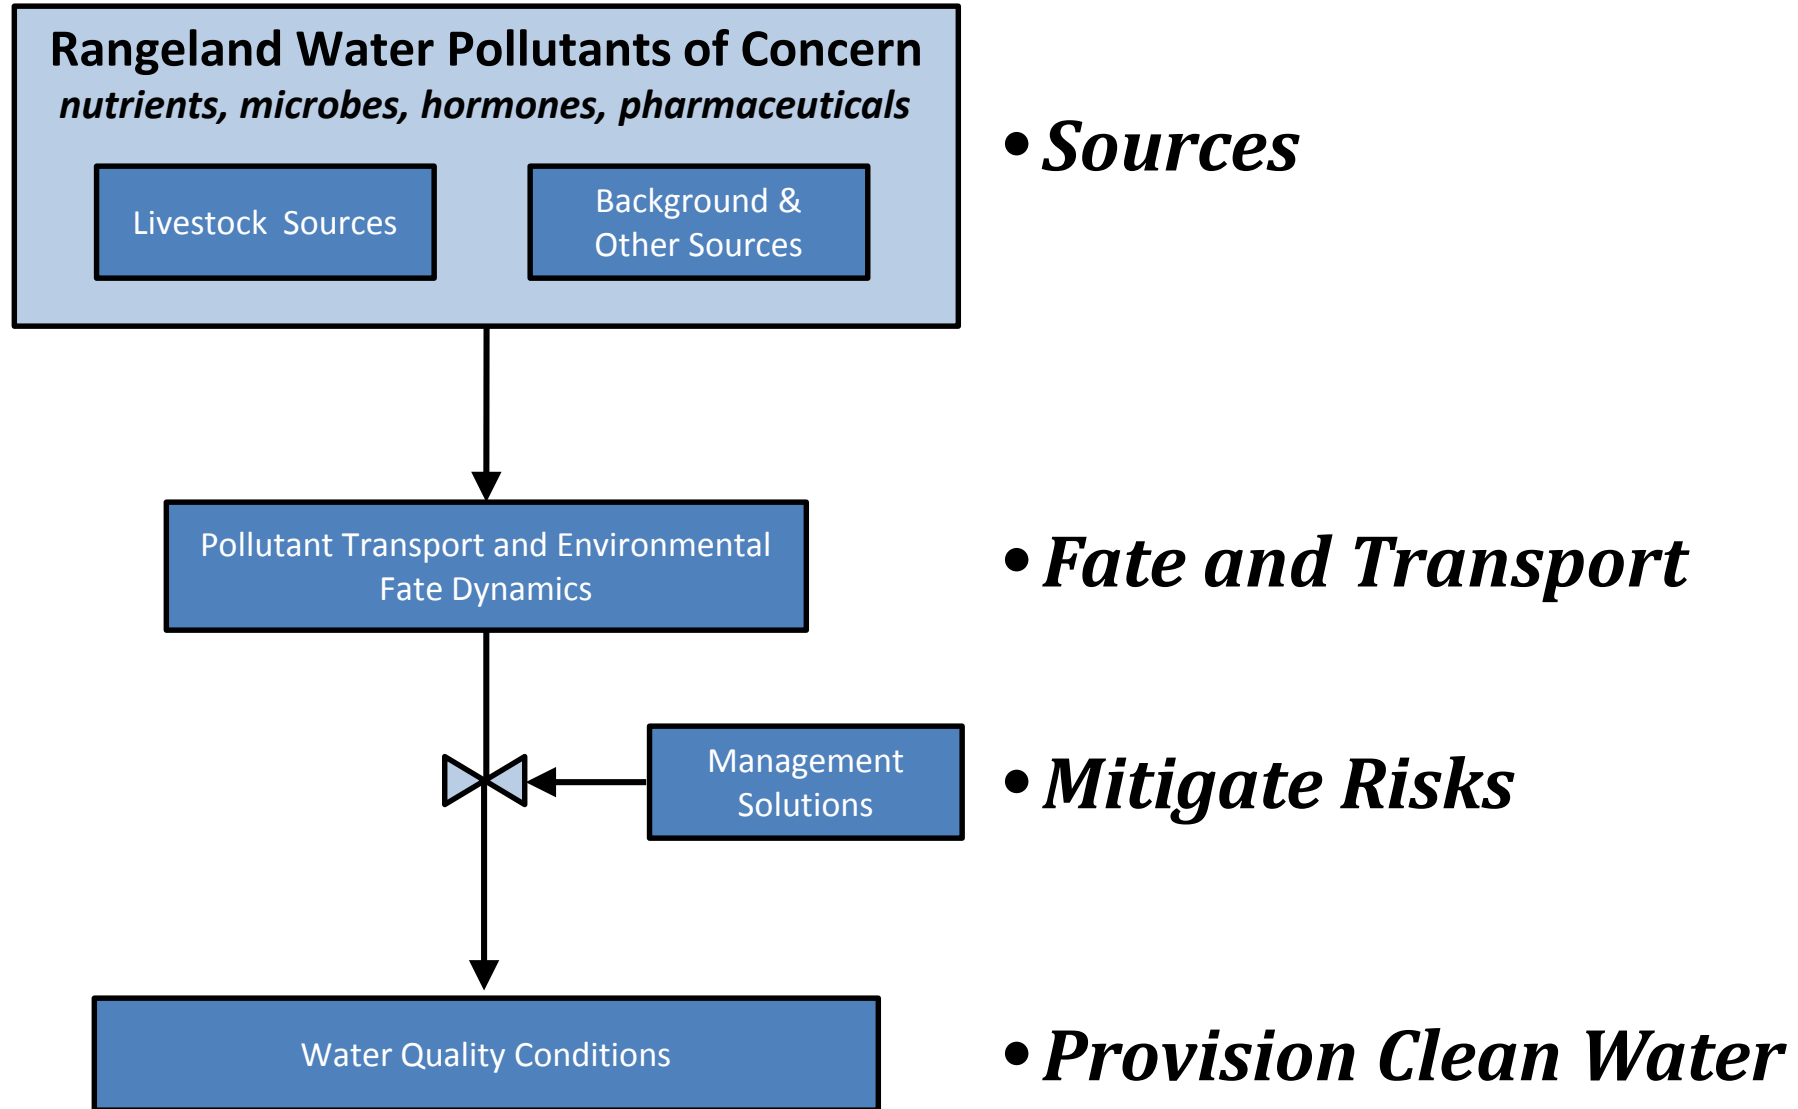 Rangeland Water Pollutants of Concern
nutrients, microbes, hormones, pharmaceuticals
Livestock  Sources
Background &
Other Sources
• Sources
Pollutant Transport and Environmental
Fate Dynamics
• Fate and Transport
Management
Solutions
• Mitigate Risks
Water Quality Conditions
• Provision Clean Water